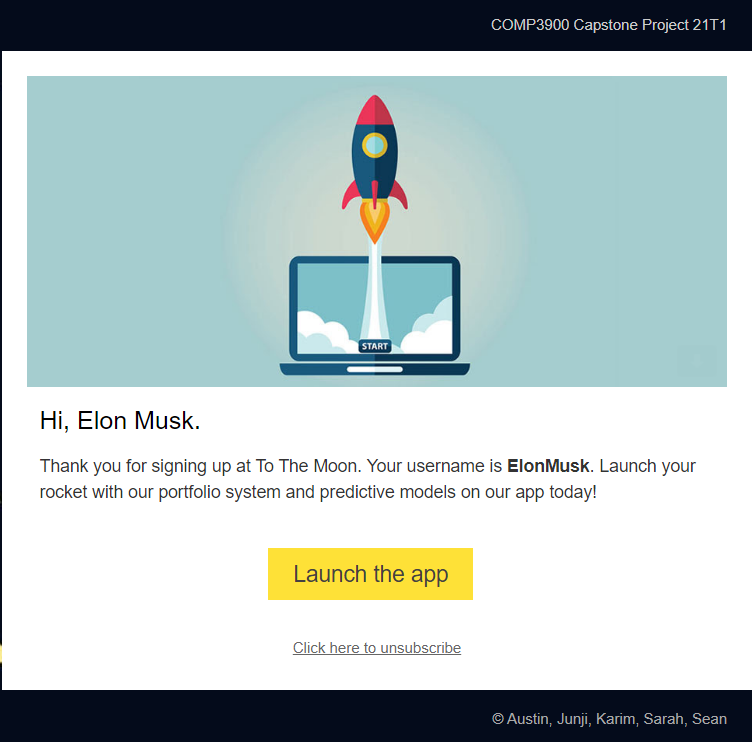 COMP3900 Capstone Project 21T1
START
Hi, Elon Musk.
Thank you for signing up at To The Moon. Your username is ElonMusk. Launch your
rocket with our portfolio system and predictive models on our app today!
Launch the app
Click here to unsubscribe
© Austin, Junji, Karim, Sarah, Sean